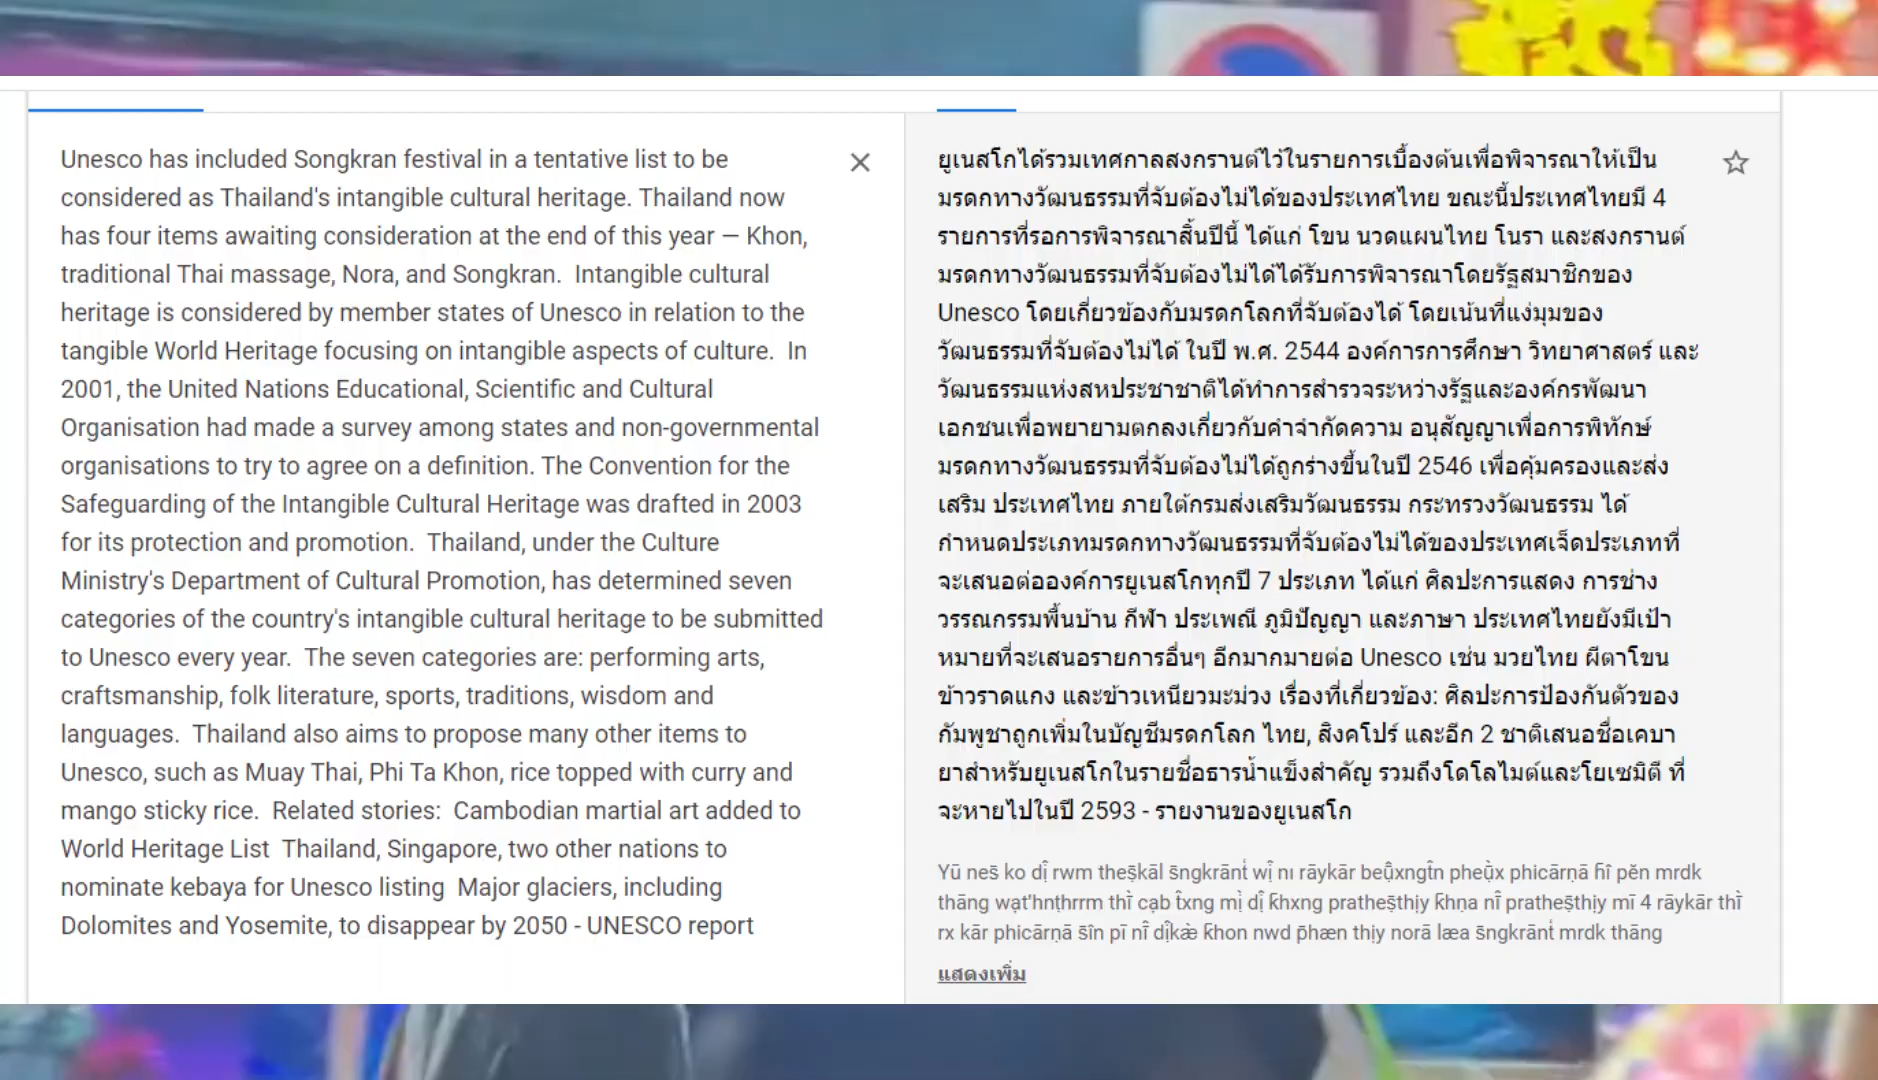 Unesco has included Songkran festival in a tentative list to be
considered as Thailand's intangible cultural heritage. Thailand now
has four items awaiting consideration at the end of this year — Khon,
traditional Thai massage, Nora, and Songkran.  Intangible cultural
heritage is considered by member states of Unesco in relation to the
tangible World Heritage focusing on intangible aspects of culture.  In
2001, the United Nations Educational, Scientific and Cultural
Organisation had made a survey among states and non-governmental
organisations to try to agree on a definition. The Convention for the
Safeguarding of the Intangible Cultural Heritage was drafted in 2003
for its protection and promotion.  Thailand, under the Culture
Ministry's Department of Cultural Promotion, has determined seven
categories of the country's intangible cultural heritage to be submitted
to Unesco every year.  The seven categories are: performing arts,
craftsmanship, folk literature, sports, traditions, wisdom and
languages.  Thailand also aims to propose many other items to
Unesco, such as Muay Thai, Phi Ta Khon, rice topped with curry and
mango sticky rice.  Related stories:  Cambodian martial art added to
World Heritage List  Thailand, Singapore, two other nations to
nominate kebaya for Unesco listing  Major glaciers, including
Dolomites and Yosemite, to disappear by 2050 - UNESCO report
ยูเนสโกได้รวมเทศกาลสงกรานต์ไว้ในรายการเบื้องต้นเพื่อพิจารณาให้เป็น
มรดกทางวัฒนธรรมที่จับต้องไม่ได้ของประเทศไทย ขณะนี้ประเทศไทยมี 4
รายการที่รอการพิจารณาสิ้นปีนี้ ได้แก่ โขน นวดแผนไทย โนรา และสงกรานต์
มรดกทางวัฒนธรรมที่จับต้องไม่ได้ได้รับการพิจารณาโดยรัฐสมาชิกของ
Unesco โดยเกี่ยวข้องกับมรดกโลกที่จับต้องได้ โดยเน้นที่แง่มุมของ
วัฒนธรรมที่จับต้องไม่ได้ ในปี พ.ศ. 2544 องค์การการศึกษา วิทยาศาสตร์ และ
วัฒนธรรมแห่งสหประชาชาติได้ทำการสำรวจระหว่างรัฐและองค์กรพัฒนา
เอกชนเพื่อพยายามตกลงเกี่ยวกับคำจำกัดความ อนุสัญญาเพื่อการพิทักษ์
มรดกทางวัฒนธรรมที่จับต้องไม่ได้ถูกร่างขึ้นในปี 2546 เพื่อคุ้มครองและส่ง
เสริม ประเทศไทย ภายใต้กรมส่งเสริมวัฒนธรรม กระทรวงวัฒนธรรม ได้
กำหนดประเภทมรดกทางวัฒนธรรมที่จับต้องไม่ได้ของประเทศเจ็ดประเภทที่
จะเสนอต่อองค์การยูเนสโกทุกปี 7 ประเภท ได้แก่ ศิลปะการแสดง การช่าง
วรรณกรรมพื้นบ้าน กีฬา ประเพณี ภูมิปัญญา และภาษา ประเทศไทยยังมีเป้า
หมายที่จะเสนอรายการอื่นๆ อีกมากมายต่อ Unesco เช่น มวยไทย ผีตาโขน
ข้าวราดแกง และข้าวเหนียวมะม่วง เรื่องที่เกี่ยวข้อง: ศิลปะการป้องกันตัวของ
กัมพูชาถูกเพิ่มในบัญชีมรดกโลก ไทย, สิงคโปร์ และอีก 2 ชาติเสนอชื่อเคบา
ยาสำหรับยูเนสโกในรายชื่อธารน้ำแข็งสำคัญ รวมถึงโดโลไมต์และโยเซมิตี ที่
จะหายไปในปี 2593 - รายงานของยูเนสโก
Yū nes̄ ko dị̂ rwm theṣ̄kāl s̄ngkrānt̒ wị̂ nı rāykār beụ̄̂xngt̂n pheụ̄̀x phicārṇā h̄ı̂ pĕn mrdk
thāng wạt'hnṭhrrm thī̀ cạb t̂xng mị̀ dị̂ k̄hxng pratheṣ̄thịy k̄hṇa nī̂ pratheṣ̄thịy mī 4 rāykār thī̀
rx kār phicārṇā s̄în pī nī̂ dị̂kæ̀ k̄hon nwd p̄hæn thịy norā læa s̄ngkrānt̒ mrdk thāng
แสดงเพิ่ม